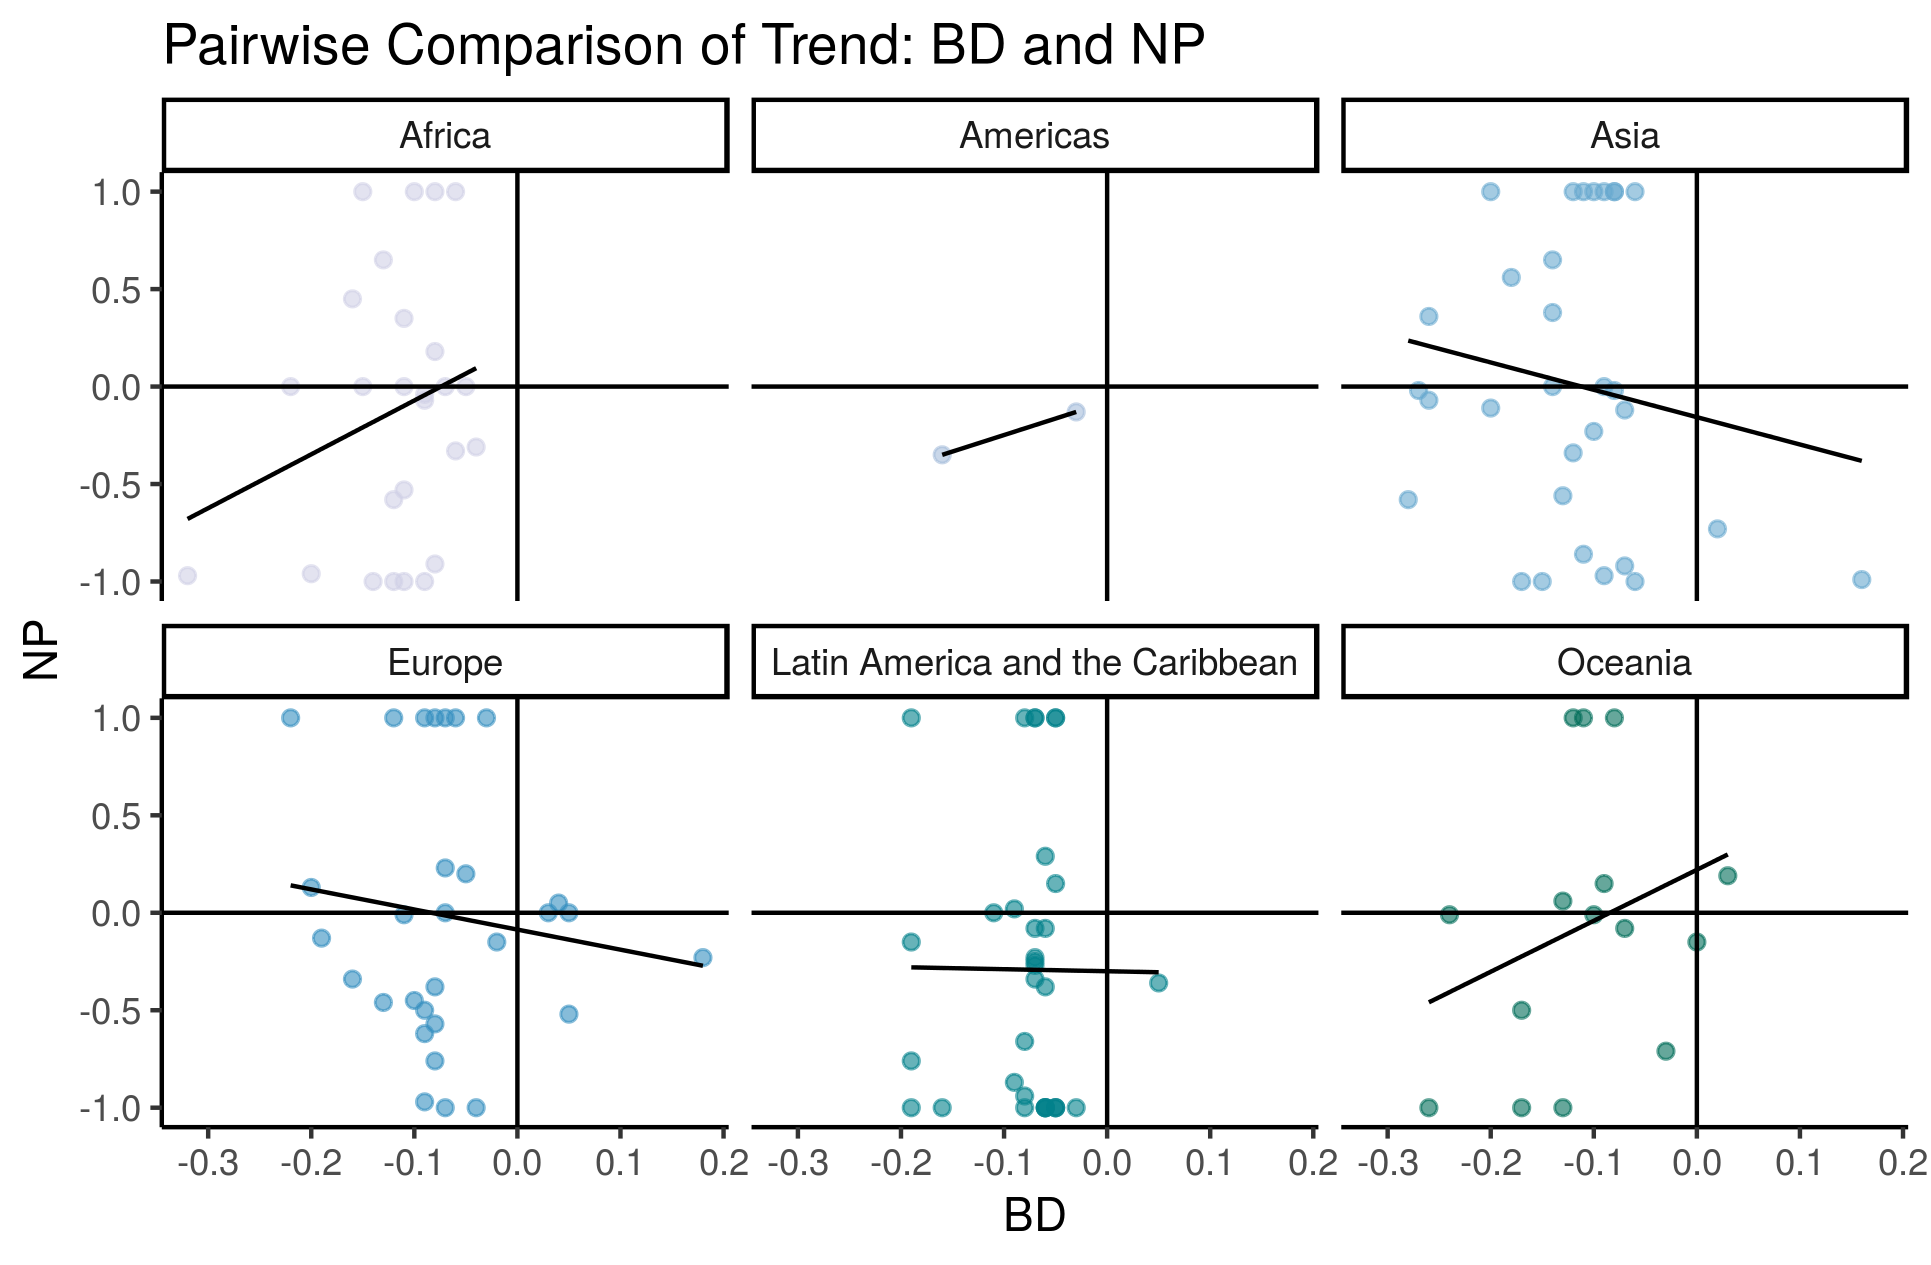 Pairwise Comparison of Trend: BD and NP
Africa
Americas
Asia
1.0
0.5
0.0
-0.5
-1.0
Europe
Latin America and the Caribbean
Oceania
1.0
0.5
0.0
-0.5
-1.0
NP
-0.3 -0.2 -0.1 0.0 0.1 0.2
-0.3 -0.2 -0.1 0.0 0.1 0.2
-0.3 -0.2 -0.1 0.0 0.1 0.2
BD